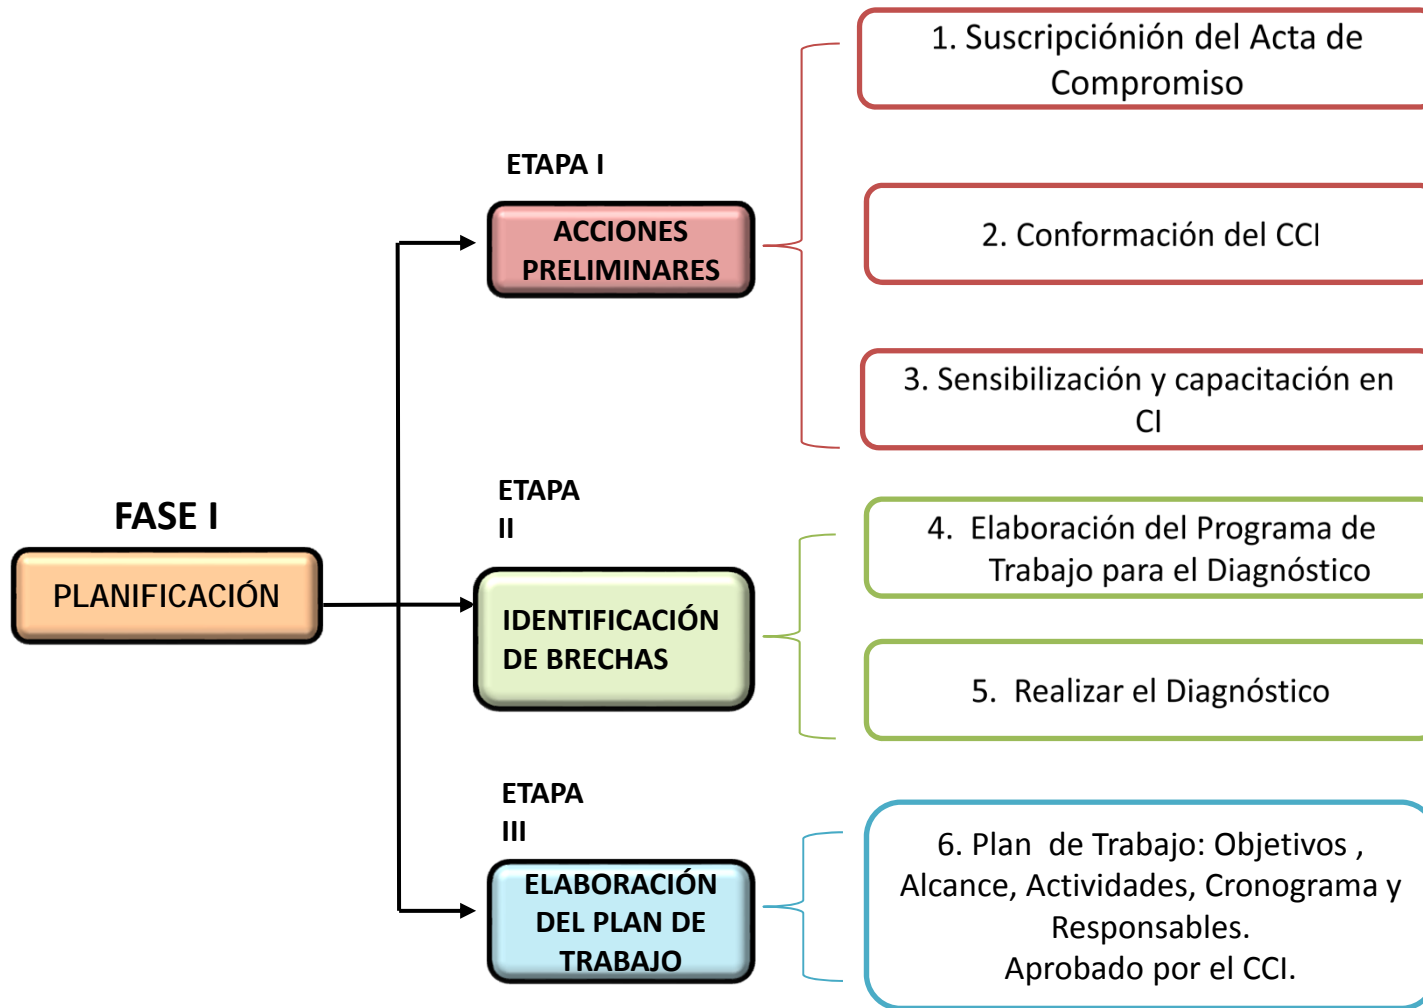 FASE I
PLANIFICACIÓN
ETAPA I
ACCIONES
PRELIMINARES
1. Suscripciónión del Acta de
Compromiso
2. Conformación del CCI
3. Sensibilización y capacitación en
CI
ETAPA
II
IDENTIFICACIÓN
DE BRECHAS
4. Elaboración del Programa de
Trabajo para el Diagnóstico
5. Realizar el Diagnóstico
ETAPA
III
ELABORACIÓN
DEL PLAN DE
TRABAJO
6. Plan de Trabajo: Objetivos ,
Alcance, Actividades, Cronograma y
Responsables.
Aprobado por el CCI.